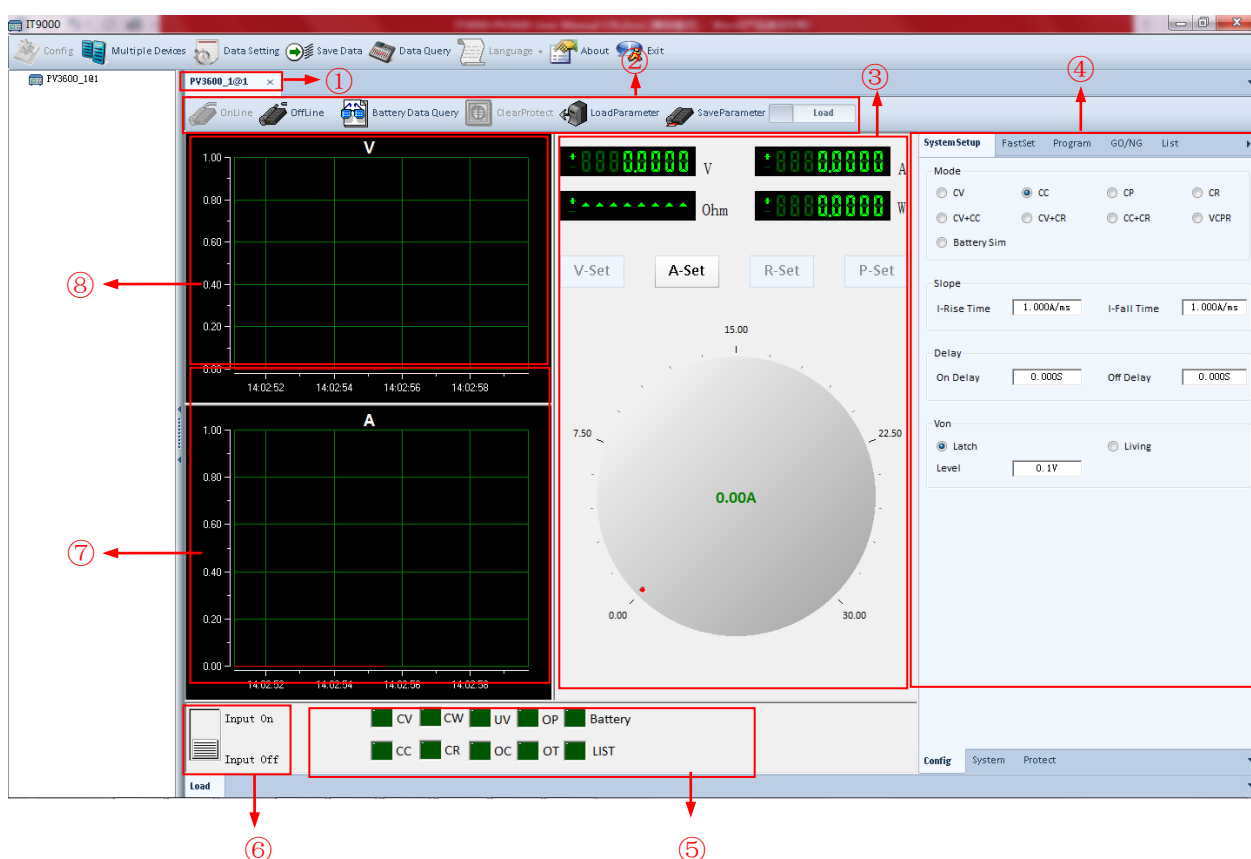 IT9000
Config Multiple Devices Data Setting Save Data Data Query Language About Exit
PV3600_1@1
PV3600_1@1 × ① ② ③ ④
OnLine OffLine Battery Data Query ClearProtect LoadParameter SaveParameter Load
V
1.00
0.80
0.60
0.40
0.20
0.00
14:02:52 14:02:54 14:02:56 14:02:58
⑧
A
1.00
0.80
0.60
0.40
0.20
0.00
14:02:52 14:02:54 14:02:56 14:02:58
⑦
0.0000 V 0.0000 A
Ohm 0.0000 W
V-Set A-Set R-Set P-Set
15.00
7.50 22.50
0.00A
0.00 30.00
SystemSetup FastSet Program GO/NG List
Mode
CV CC CP CR
CV+CC CV+CR CC+CR VCPR
Battery Sim
Slope
I-Rise Time 1.000A/ms I-Fall Time 1.000A/ms
Delay
On Delay 0.000S Off Delay 0.000S
Von
Latch Living
Level 0.1V
Input On CV CW UV OP Battery
Input Off CC CR OC OT LIST
Config System Protect
Load
⑥ ⑤